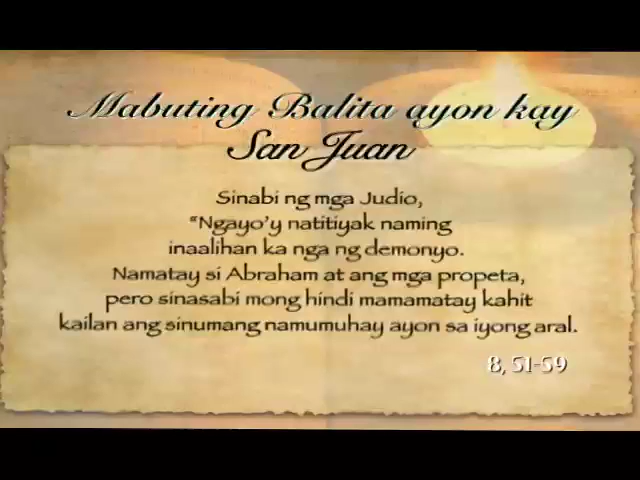 Mabuting Balita ayon kay
San Juan
Sinabi ng mga Judio,
“Ngayo’y natitiyak naming
inaalihan ka nga ng demonyo.
Namatay si Abraham at ang mga propeta,
pero sinasabi mong hindi mamamatay kahit
kailan ang sinumang namumuhay ayon sa iyong aral.
8, 51-59